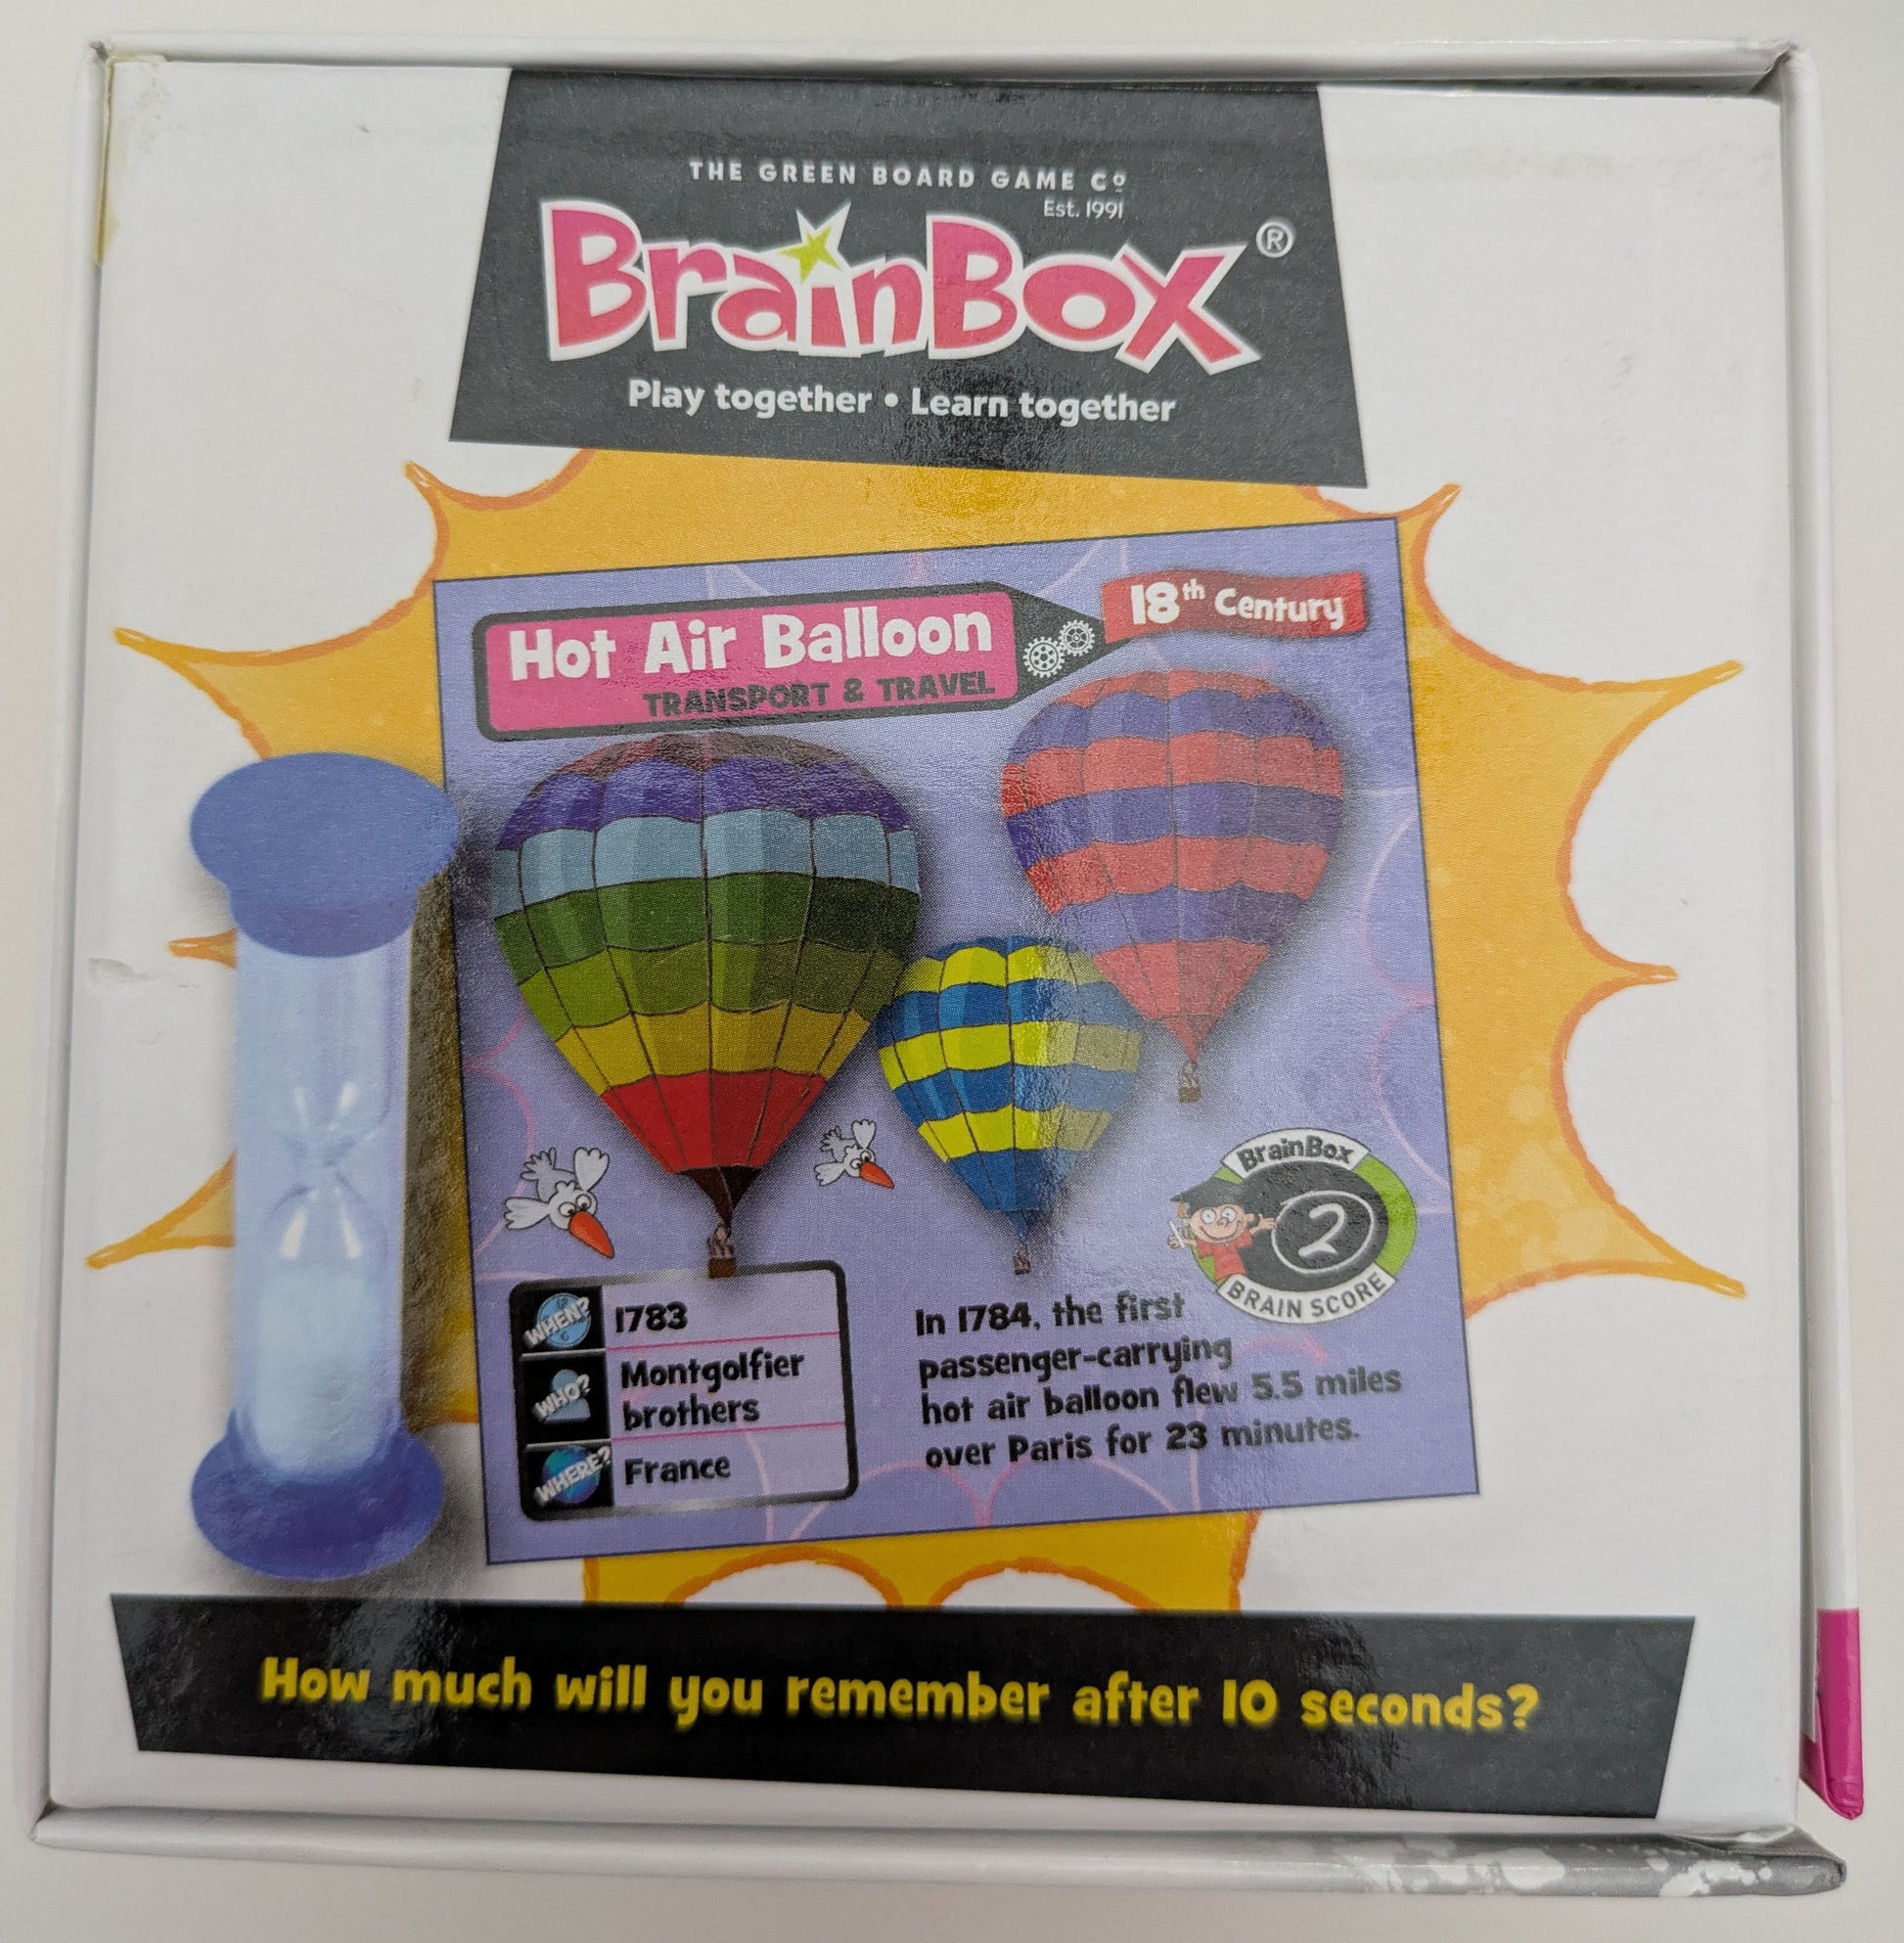 THE GREEN BOARD GAME Cº
Est. 1991
BrainBox®
Play together • Learn together
Hot Air Balloon
TRANSPORT & TRAVEL
18th Century
BrainBox
2
BRAIN SCORE
WHEN? 1783
WHO? Montgolfier
brothers
WHERE? France
In 1784, the first
passenger-carrying
hot air balloon flew 5.5 miles
over Paris for 23 minutes.
How much will you remember after 10 seconds?